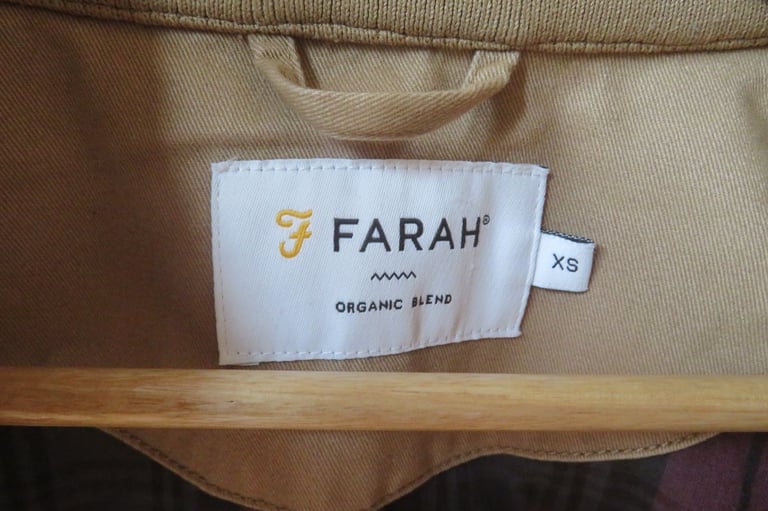 F FARAH®
XS
ORGANIC BLEND